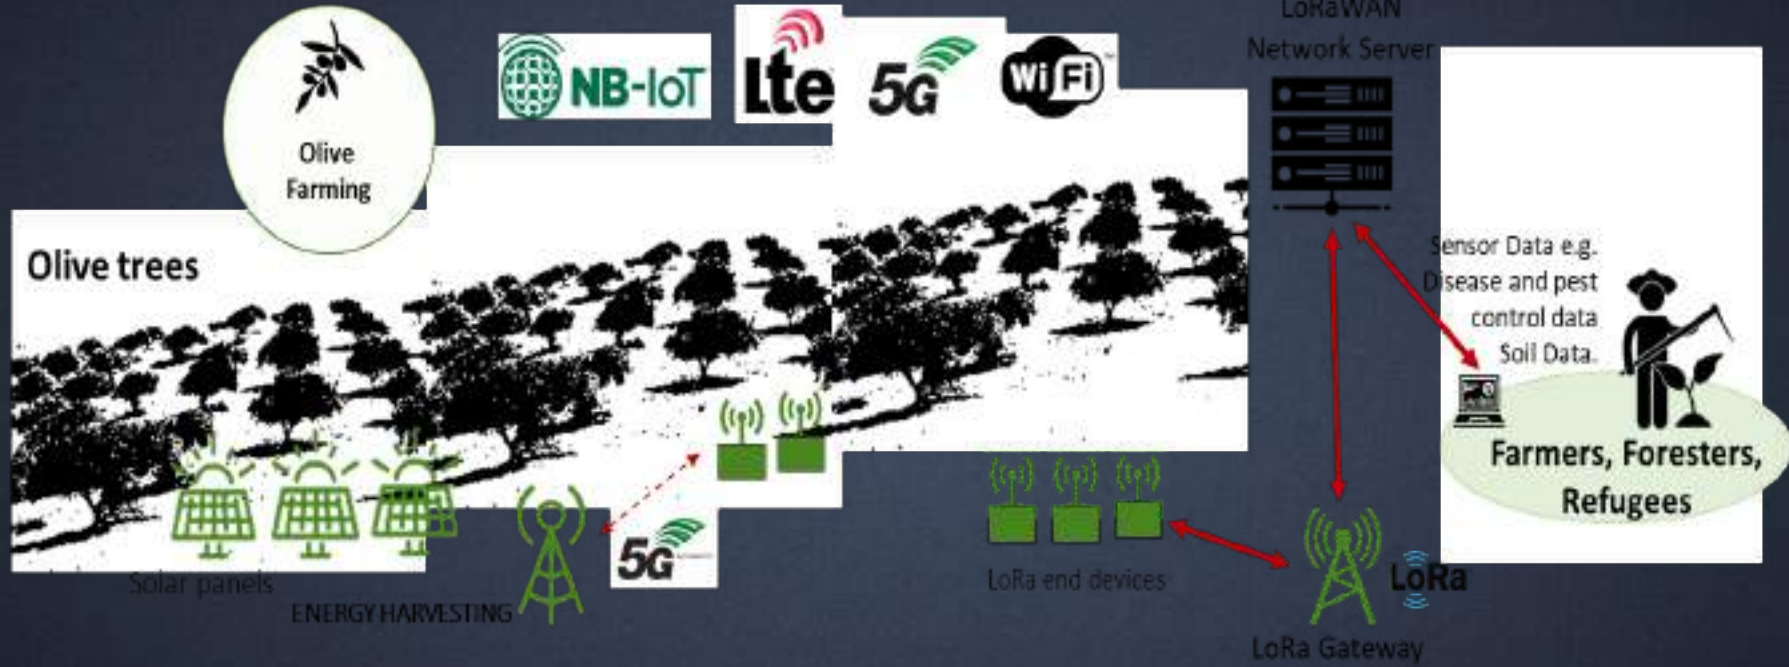 Olive
Farming
NB-IoT
Lte
5G
WiFi
LoRaWAN
Network Server
Olive trees
Sensor Data e.g.
Disease and pest
control data
Soil Data.
Farmers, Foresters,
Refugees
5G
Solar panels
ENERGY HARVESTING
LoRa end devices
LoRa
LoRa Gateway